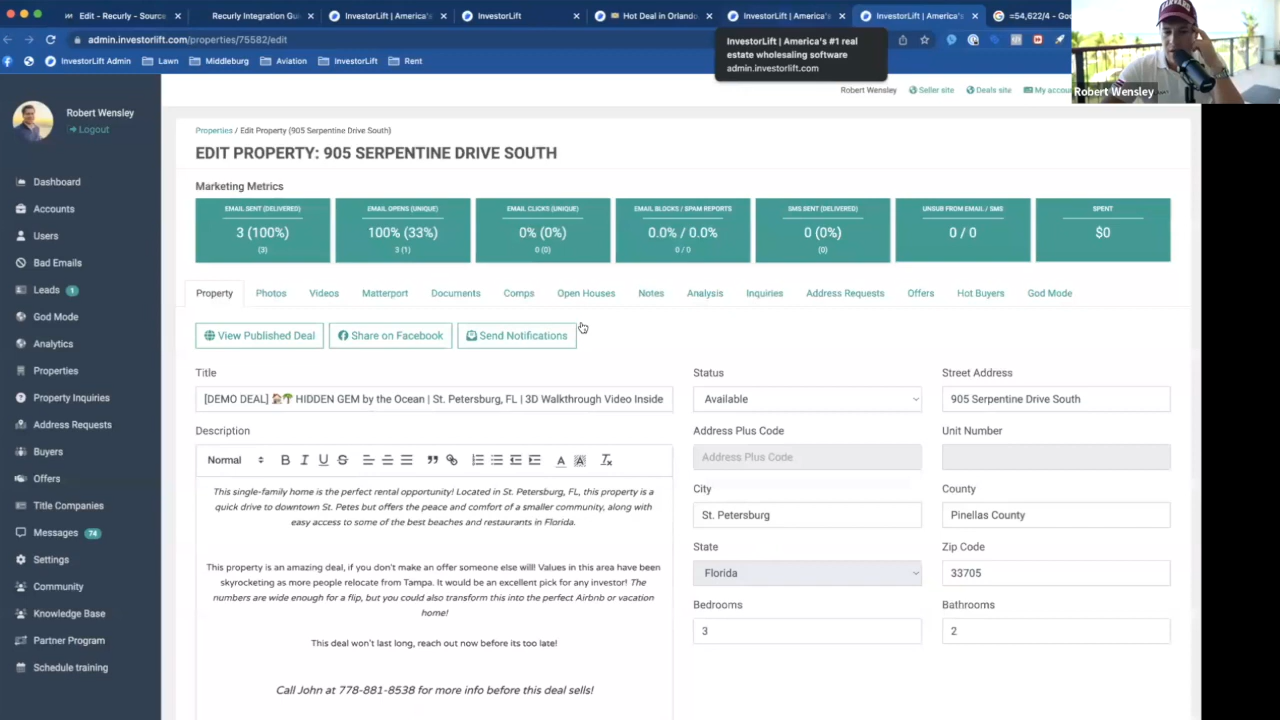 Edit - Recurly - Source
Recurly Integration Gui
InvestorLift | America's
InvestorLift
Hot Deal in Orlando
InvestorLift | America's
InvestorLift | America's
=54,622/4 - Go
admin.investorlift.com/properties/75582/edit
InvestorLift Admin
Lawn
Middleburg
Aviation
InvestorLift
Rent
InvestorLift | America's #1 real
estate wholesaling software
admin.investorlift.com
HARVARD
Robert Wensley
Robert Wensley
Seller site
Deals site
My accou
Robert Wensley
Logout
Dashboard
Accounts
Users
Bad Emails
Leads 1
God Mode
Analytics
Properties
Property Inquiries
Address Requests
Buyers
Offers
Title Companies
Messages 74
Settings
Community
Knowledge Base
Partner Program
Schedule training
Properties / Edit Property (905 Serpentine Drive South)
EDIT PROPERTY: 905 SERPENTINE DRIVE SOUTH
Marketing Metrics
EMAIL SENT (DELIVERED)
3 (100%)
(3)
EMAIL OPENS (UNIQUE)
100% (33%)
3 (1)
EMAIL CLICKS (UNIQUE)
0% (0%)
0 (0)
EMAIL BLOCKS / SPAM REPORTS
0.0% / 0.0%
0 / 0
SMS SENT (DELIVERED)
0 (0%)
(0)
UNSUB FROM EMAIL / SMS
0 / 0
SPENT
$0
Property
Photos
Videos
Matterport
Documents
Comps
Open Houses
Notes
Analysis
Inquiries
Address Requests
Offers
Hot Buyers
God Mode
View Published Deal
Share on Facebook
Send Notifications
Title
[DEMO DEAL] 🏠🌴 HIDDEN GEM by the Ocean | St. Petersburg, FL | 3D Walkthrough Video Inside
Description
Normal
B I U S
This single-family home is the perfect rental opportunity! Located in St. Petersburg, FL, this property is a
quick drive to downtown St. Petes but offers the peace and comfort of a smaller community, along with
easy access to some of the best beaches and restaurants in Florida.
This property is an amazing deal, if you don't make an offer someone else will! Values in this area have been
skyrocketing as more people relocate from Tampa. It would be an excellent pick for any investor! The
numbers are wide enough for a flip, but you could also transform this into the perfect Airbnb or vacation
home!
This deal won't last long, reach out now before its too late!
Call John at 778-881-8538 for more info before this deal sells!
Status
Available
Street Address
905 Serpentine Drive South
Address Plus Code
Address Plus Code
Unit Number
City
St. Petersburg
County
Pinellas County
State
Florida
Zip Code
33705
Bedrooms
3
Bathrooms
2